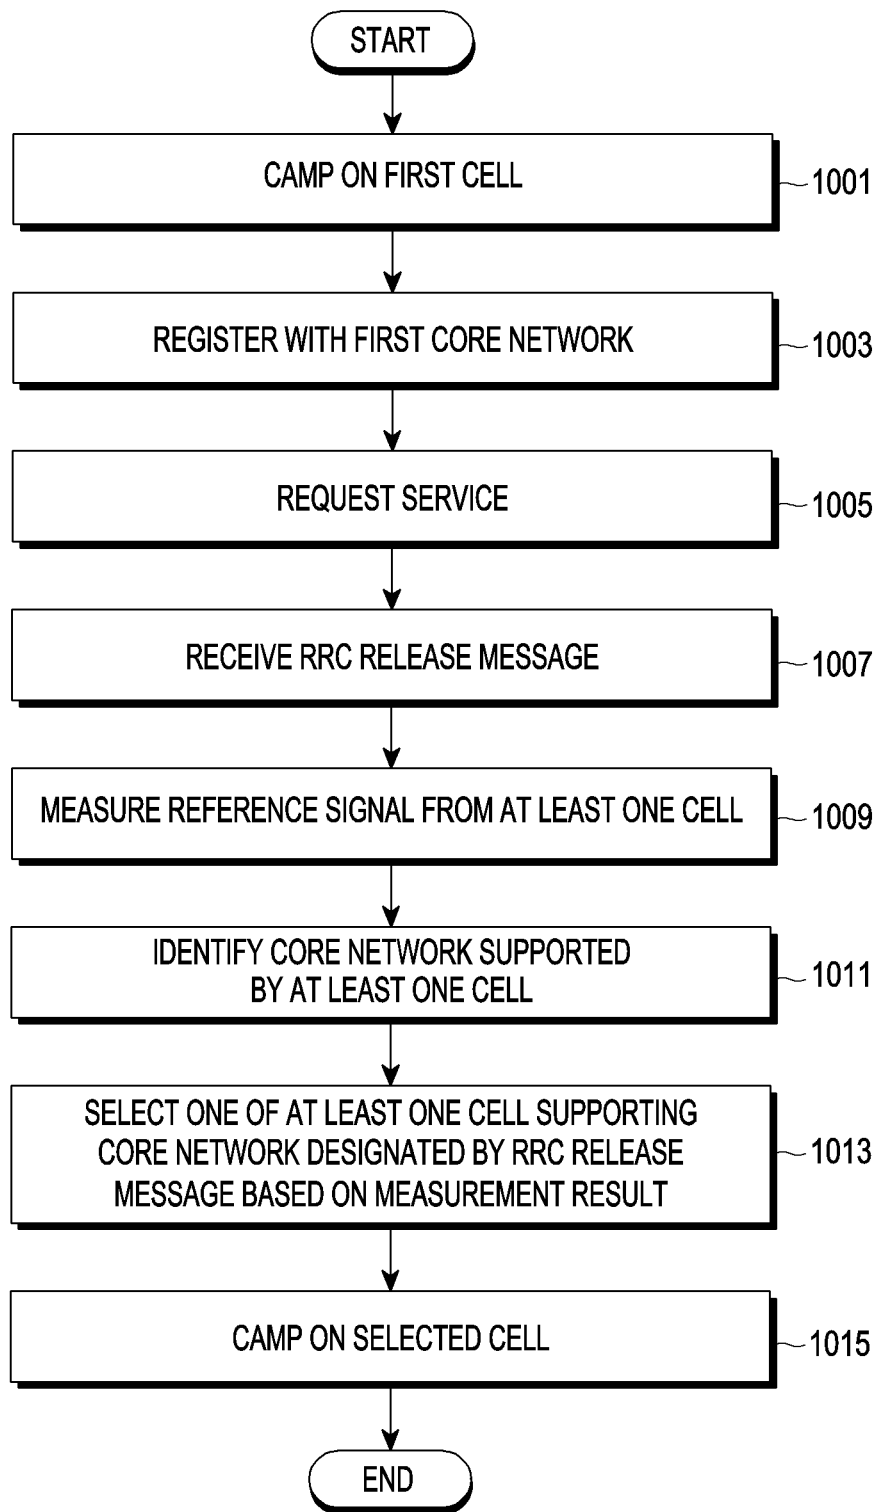 START
CAMP ON FIRST CELL
1001
REGISTER WITH FIRST CORE NETWORK
1003
REQUEST SERVICE
1005
RECEIVE RRC RELEASE MESSAGE
1007
MEASURE REFERENCE SIGNAL FROM AT LEAST ONE CELL
1009
IDENTIFY CORE NETWORK SUPPORTED
BY AT LEAST ONE CELL
1011
SELECT ONE OF AT LEAST ONE CELL SUPPORTING
CORE NETWORK DESIGNATED BY RRC RELEASE
MESSAGE BASED ON MEASUREMENT RESULT
1013
CAMP ON SELECTED CELL
1015
END